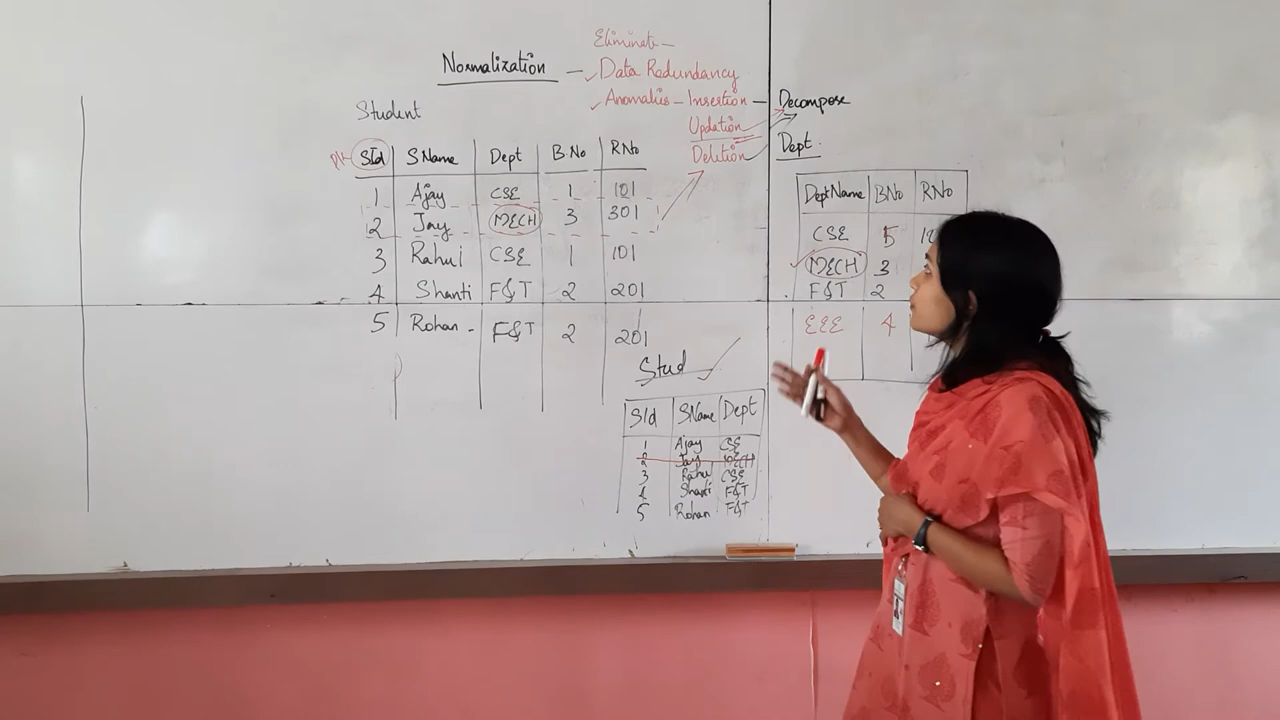 Eliminate –
Normalization – ✓ Data Redundancy
✓ Anomalies – Insertion – Decompose
Updation
Deletion
Student
PK
SId SName Dept B No RNo
1 Ajay CSE 1 101
2 Jay MECH 3 301
3 Rahul CSE 1 101
4 Shanti F&T 2 201
5 Rohan F&T 2 201
Dept.
DeptName BNo RNo
CSE 5
MECH 3
F&T 2
EEE 4
Stud
SId SName Dept
1 Ajay CSE
2 Jay MECH
3 Rahul CSE
4 Shanti F&T
5 Rohan F&T